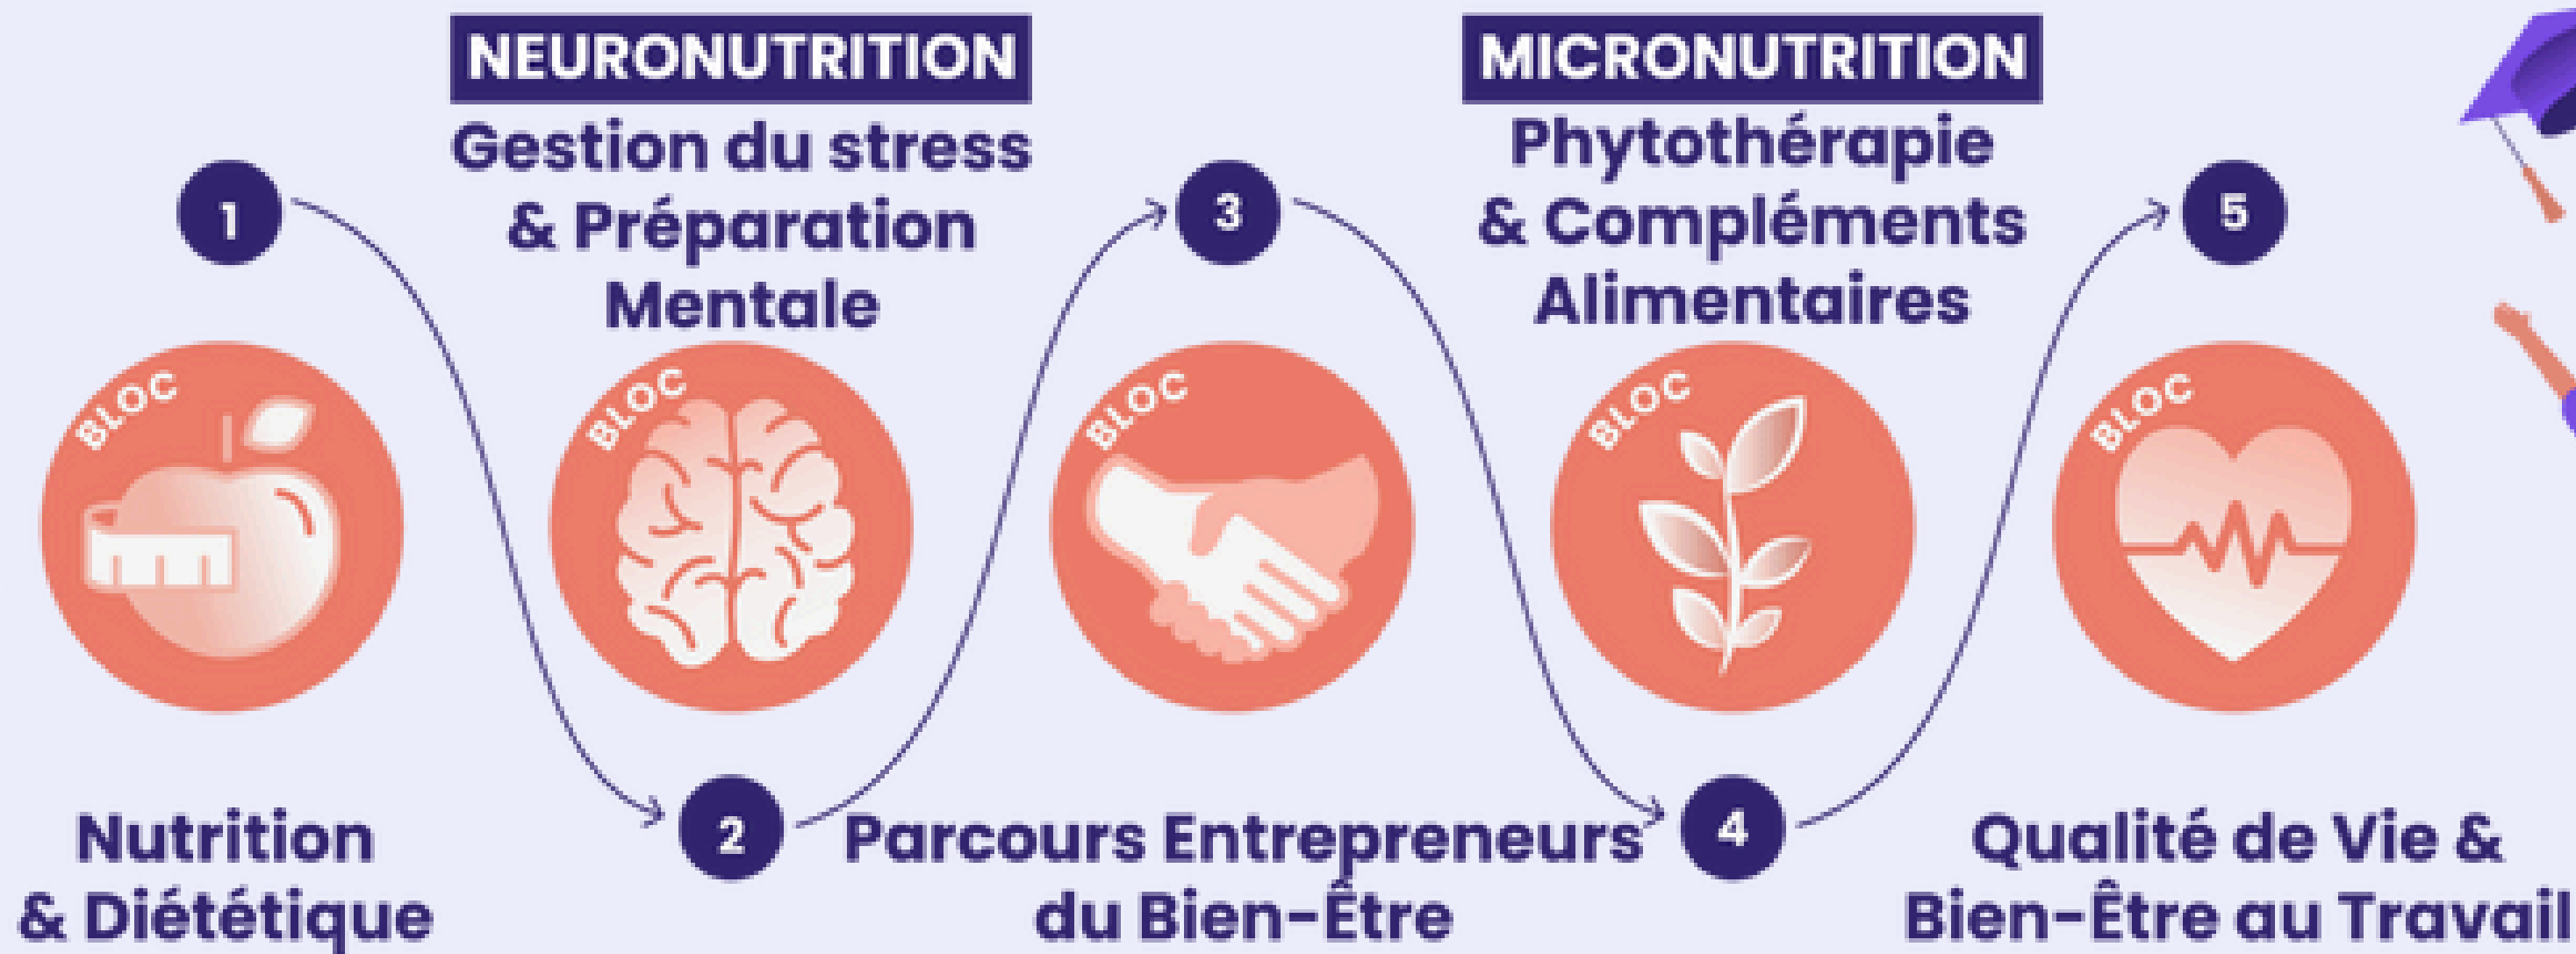 1
BLOC
Nutrition
& Diététique
NEURONUTRITION
Gestion du stress
& Préparation
Mentale
BLOC
2
3
BLOC
Parcours Entrepreneurs
du Bien-Être
MICRONUTRITION
Phytothérapie
& Compléments
Alimentaires
BLOC
4
5
BLOC
Qualité de Vie &
Bien-Être au Travail